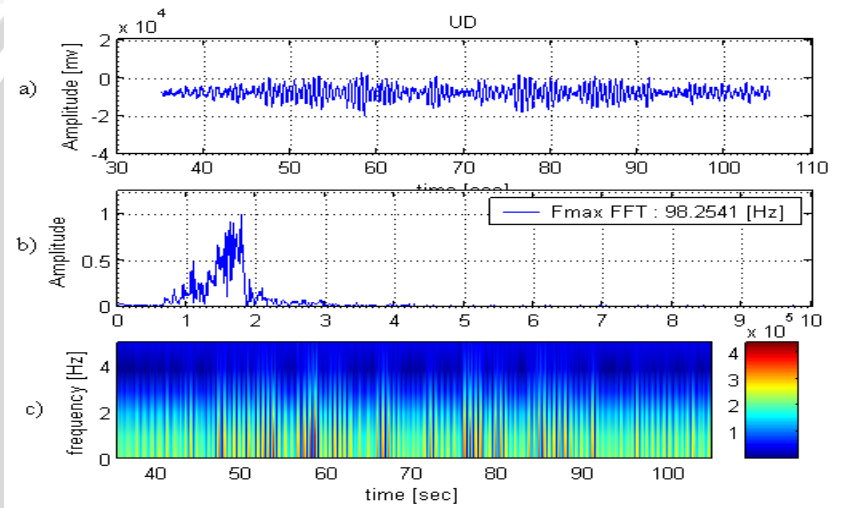 x 10^4
UD
2
0
-2
-4
Amplitude [mv]
a)
30 40 50 60 70 80 90 100 110
time [sec]
1
0.5
0
Amplitude
b)
Fmax FFT : 98.2541 [Hz]
0 1 2 3 4 5 6 7 8 9 10
x 10^5
4
2
0
frequency [Hz]
c)
4
3
2
1
40 50 60 70 80 90 100
time [sec]